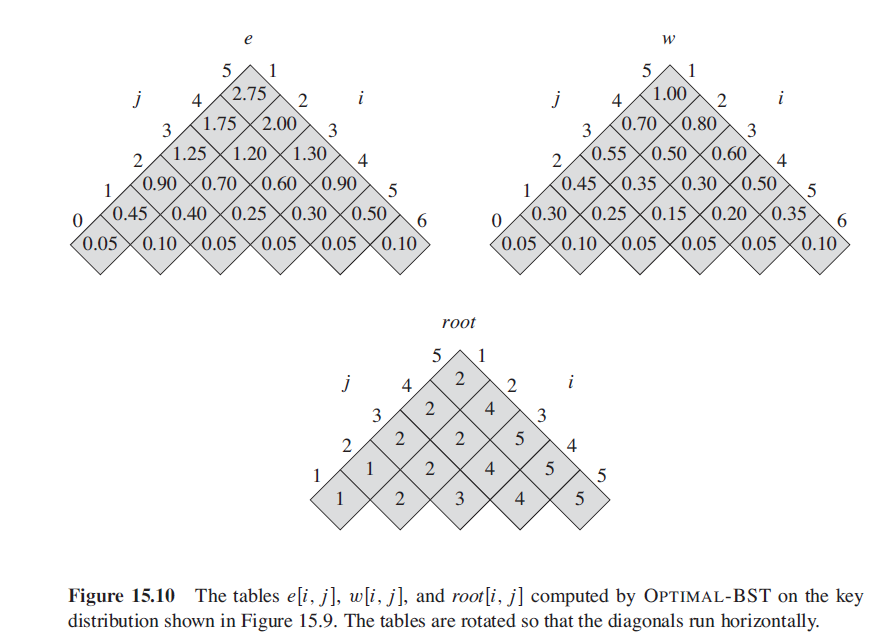 e
5 1
j 4 2.75 2 i
3 1.75 2.00 3
2 1.25 1.20 1.30 4
1 0.90 0.70 0.60 0.90 5
0 0.45 0.40 0.25 0.30 0.50 6
0.05 0.10 0.05 0.05 0.05 0.10
w
5 1
j 4 1.00 2 i
3 0.70 0.80 3
2 0.55 0.50 0.60 4
1 0.45 0.35 0.30 0.50 5
0 0.30 0.25 0.15 0.20 0.35 6
0.05 0.10 0.05 0.05 0.05 0.10
root
5 1
j 4 2 2 i
3 2 4 3
2 2 2 5 4
1 1 2 4 5 5
1 2 3 4 5
Figure 15.10 The tables e[i, j], w[i, j], and root[i, j] computed by OPTIMAL-BST on the key
distribution shown in Figure 15.9. The tables are rotated so that the diagonals run horizontally.